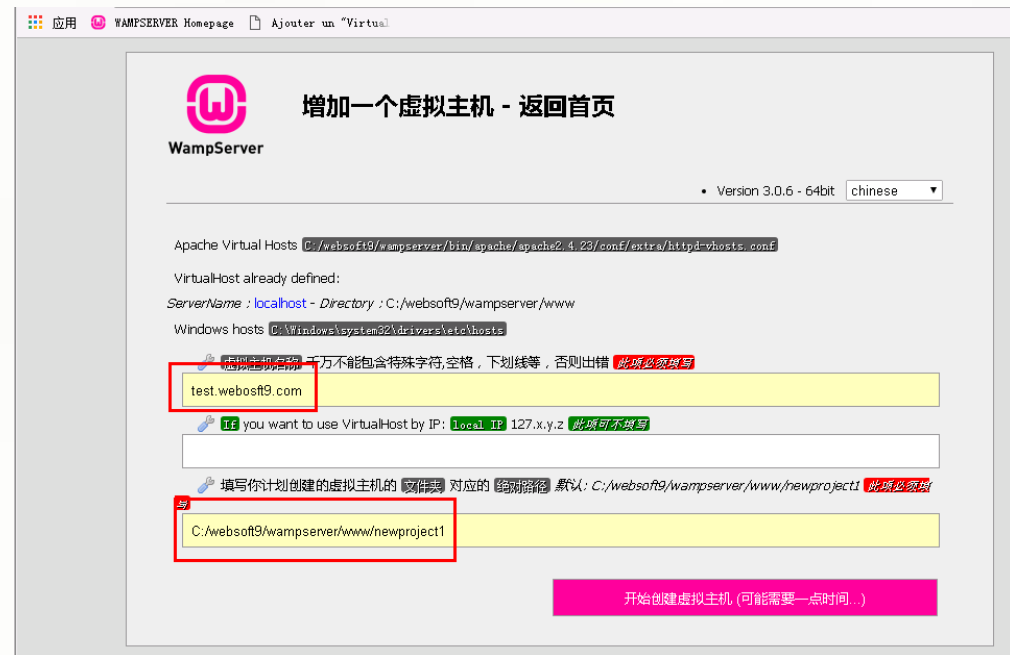 应用 WAMPSERVER Homepage Ajouter un "Virtual
WampServer
增加一个虚拟主机 - 返回首页
Version 3.0.6 - 64bit chinese
Apache Virtual Hosts C:/websoft9/wampserver/bin/apache/apache2.4.23/conf/extra/httpd-vhosts.conf
VirtualHost already defined:
ServerName : localhost - Directory : C:/websoft9/wampserver/www
Windows hosts C:\Windows\system32\drivers\etc\hosts
虚拟主机名称 千万不能包含特殊字符,空格，下划线等，否则出错 此项必须填写
test.webosft9.com
If you want to use VirtualHost by IP: local IP 127.x.y.z 此项可不填写
填写你计划创建的虚拟主机的 文件夹 对应的 绝对路径 默认: C:/websoft9/wampserver/www/newproject1 此项必须填
写
C:/websoft9/wampserver/www/newproject1
开始创建虚拟主机 (可能需要一点时间...)